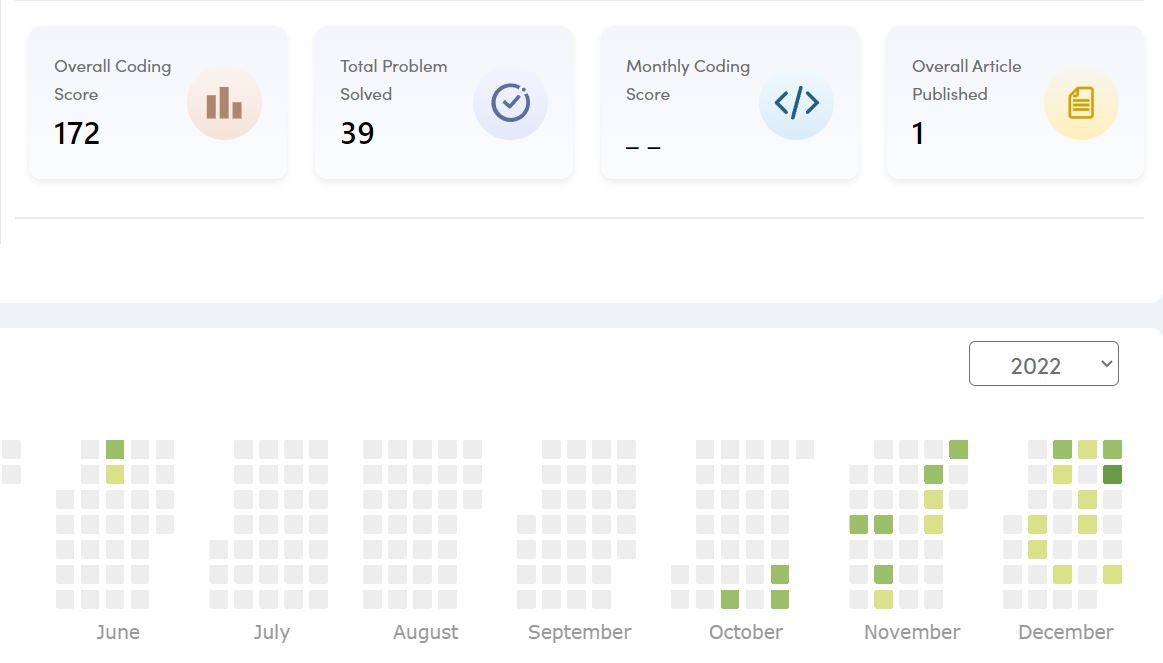 Overall Coding
Score
172
Total Problem
Solved
39
Monthly Coding
Score
_ _
Overall Article
Published
1
2022
June
July
August
September
October
November
December